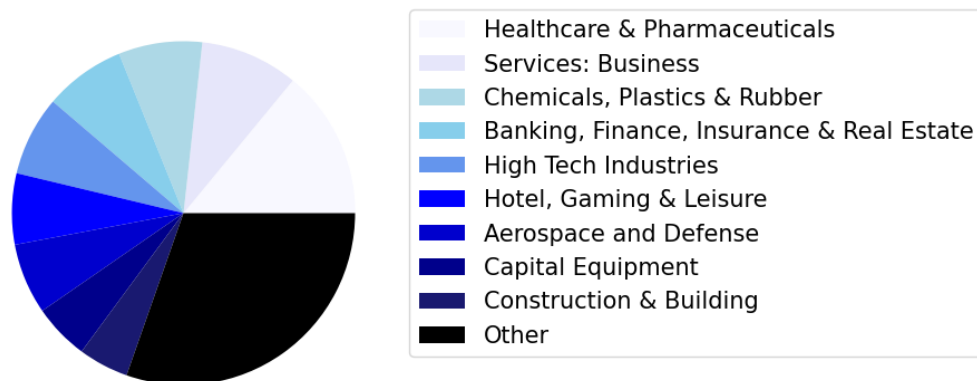 Healthcare & Pharmaceuticals
Services: Business
Chemicals, Plastics & Rubber
Banking, Finance, Insurance & Real Estate
High Tech Industries
Hotel, Gaming & Leisure
Aerospace and Defense
Capital Equipment
Construction & Building
Other